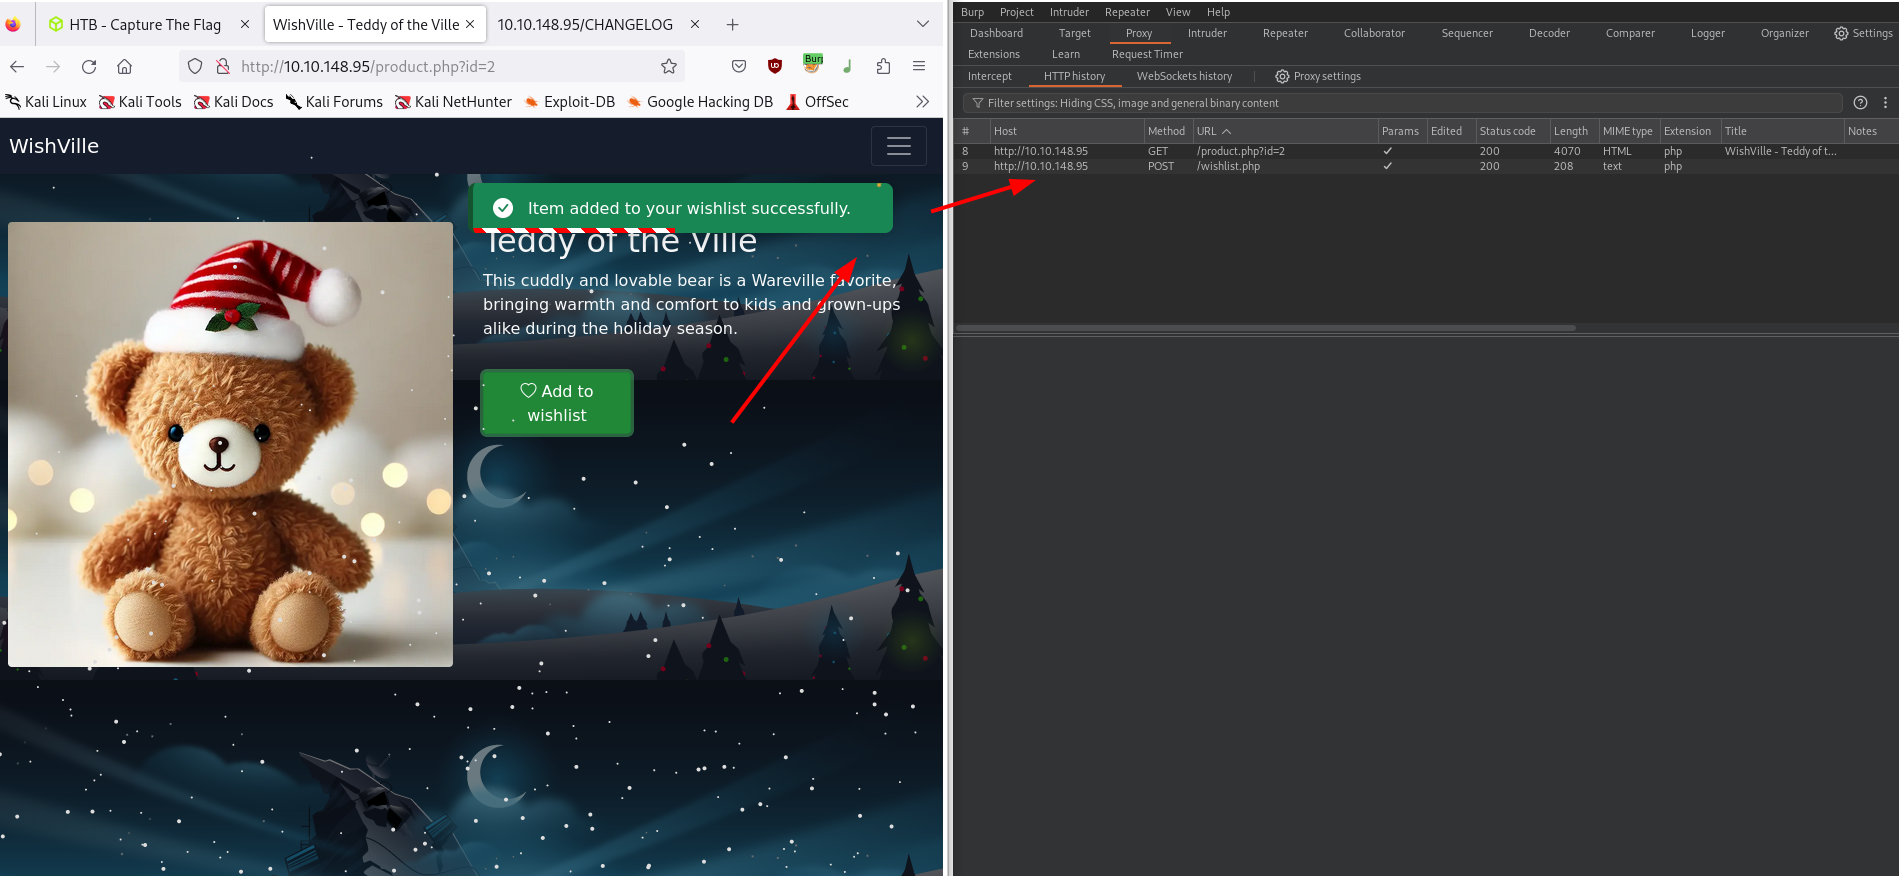 HTB - Capture The Flag
WishVille - Teddy of the Ville
10.10.148.95/CHANGELOG
http://10.10.148.95/product.php?id=2
Kali Linux Kali Tools Kali Docs Kali Forums Kali NetHunter Exploit-DB Google Hacking DB OffSec
WishVille
Item added to your wishlist successfully.
Teddy of the Ville
This cuddly and lovable bear is a Wareville favorite,
bringing warmth and comfort to kids and grown-ups
alike during the holiday season.
Add to
wishlist
Burp Project Intruder Repeater View Help
Dashboard Target Proxy Intruder Repeater Collaborator Sequencer Decoder Comparer Logger Organizer Settings
Extensions Learn Request Timer
Intercept HTTP history WebSockets history Proxy settings
Filter settings: Hiding CSS, image and general binary content
# Host Method URL Params Edited Status code Length MIME type Extension Title Notes
8 http://10.10.148.95 GET /product.php?id=2 ✓ 200 4070 HTML php WishVille - Teddy of t...
9 http://10.10.148.95 POST /wishlist.php ✓ 200 208 text php